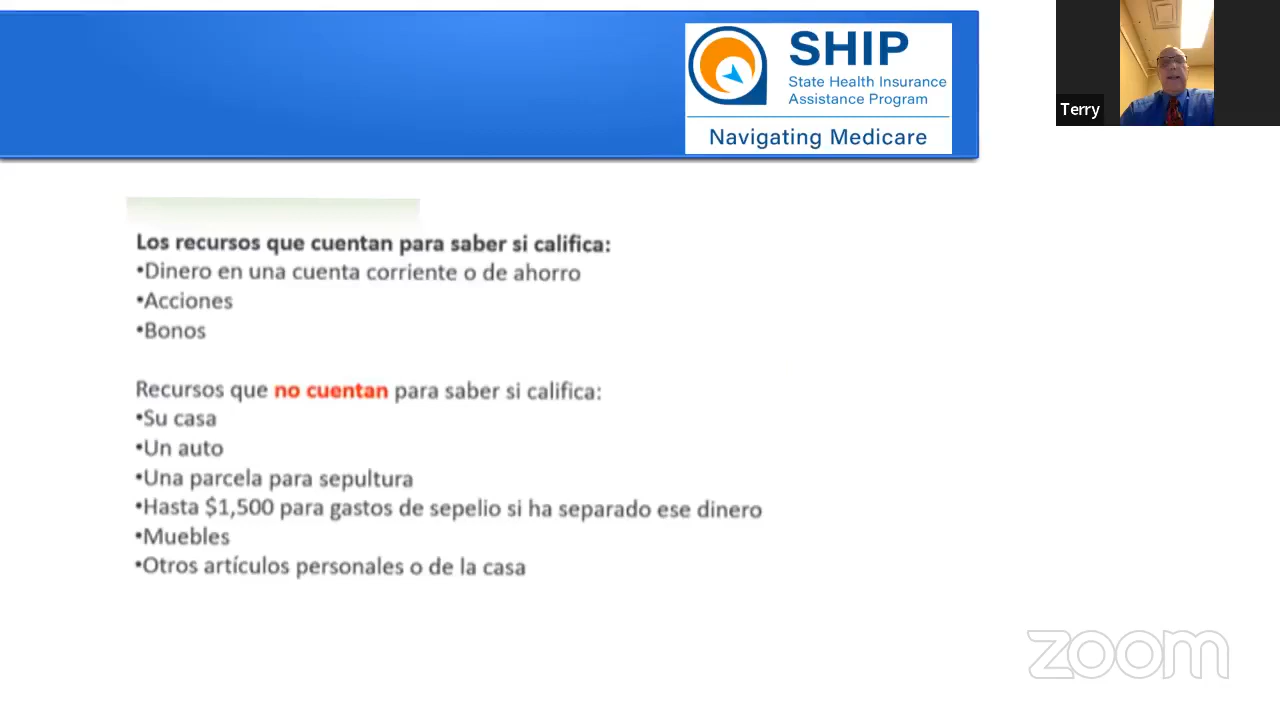 SHIP
State Health Insurance
Assistance Program
Navigating Medicare
Terry
Los recursos que cuentan para saber si califica:
•Dinero en una cuenta corriente o de ahorro
•Acciones
•Bonos
Recursos que no cuentan para saber si califica:
•Su casa
•Un auto
•Una parcela para sepultura
•Hasta $1,500 para gastos de sepelio si ha separado ese dinero
•Muebles
•Otros artículos personales o de la casa
zoom